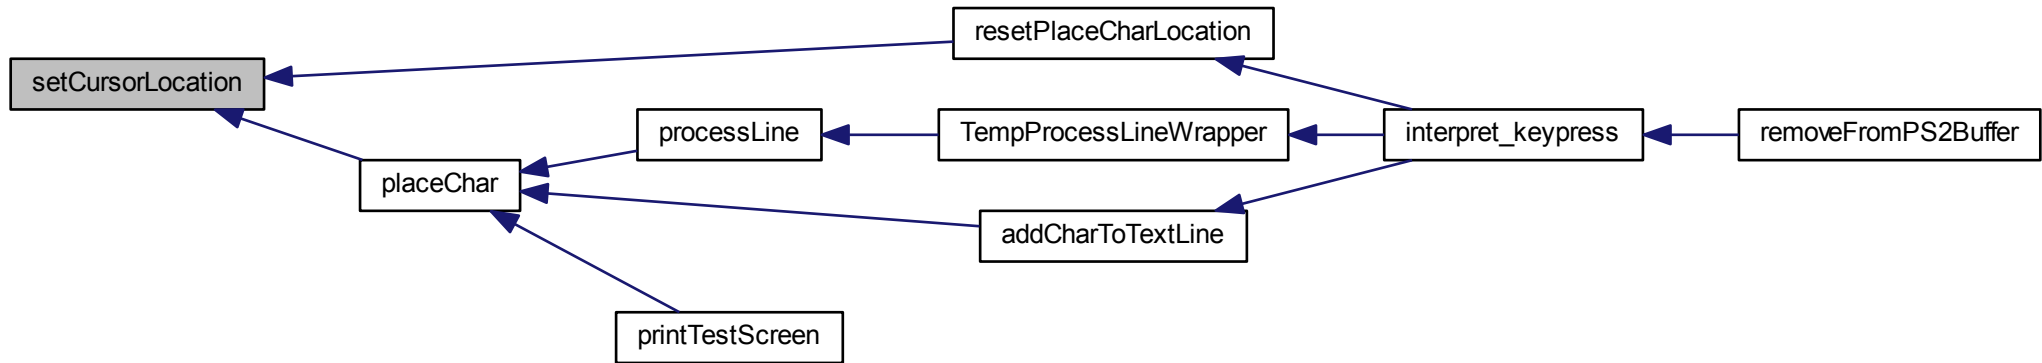 resetPlaceCharLocation
setCursorLocation
processLine
TempProcessLineWrapper
interpret_keypress
removeFromPS2Buffer
placeChar
addCharToTextLine
printTestScreen